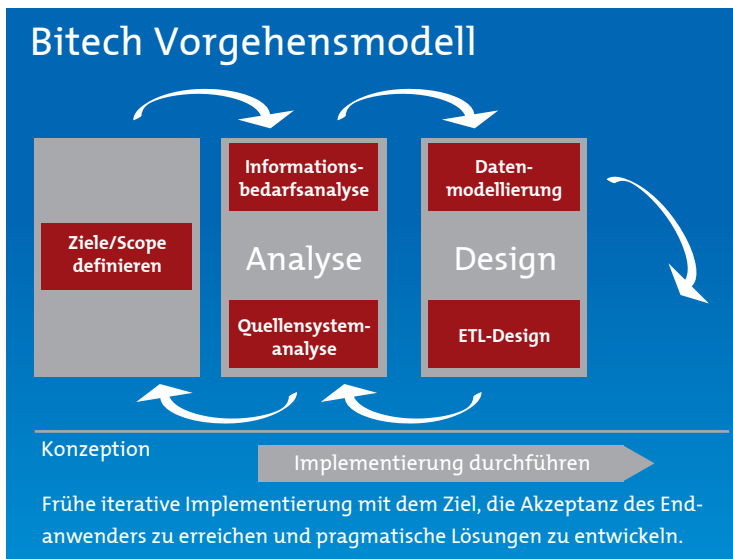 Bitech Vorgehensmodell
Ziele/Scope
definieren
Informations-
bedarfsanalyse
Analyse
Quellensystem-
analyse
Daten-
modellierung
Design
ETL-Design
Konzeption
Implementierung durchführen
Frühe iterative Implementierung mit dem Ziel, die Akzeptanz des End-
anwenders zu erreichen und pragmatische Lösungen zu entwickeln.